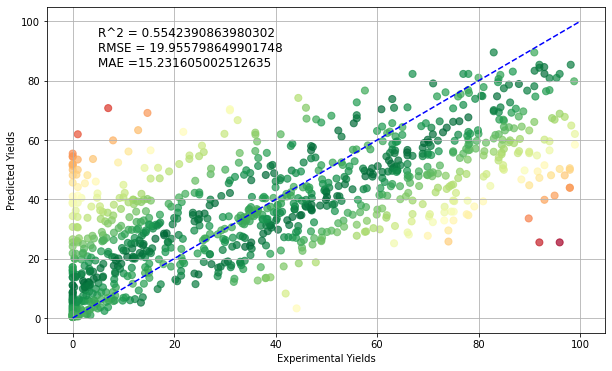 R^2 = 0.5542390863980302
RMSE = 19.955798649901748
MAE =15.231605002512635
Predicted Yields
100
80
60
40
20
0
0 20 40 60 80 100
Experimental Yields